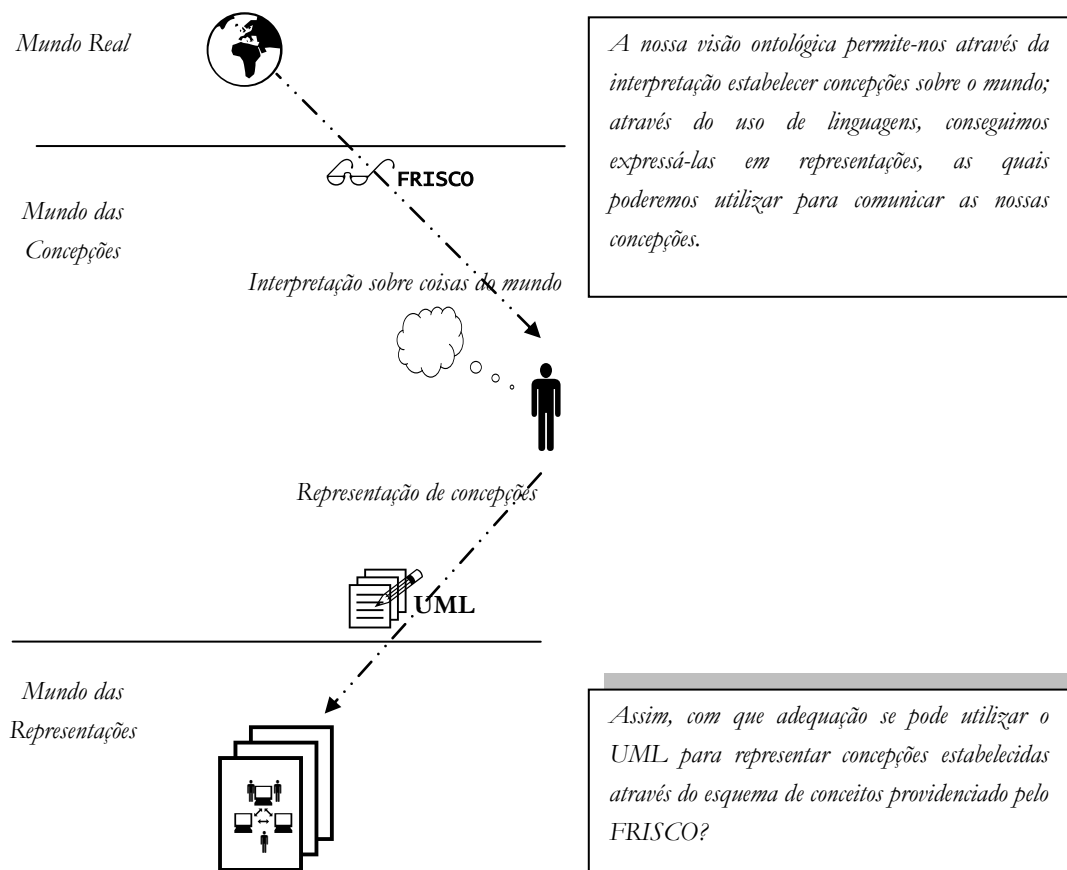 Mundo Real
A nossa visão ontológica permite-nos através da
interpretação estabelecer concepções sobre o mundo;
através do uso de linguagens, conseguimos
expressá-las em representações, as quais
poderemos utilizar para comunicar as nossas
concepções.
FRISCO
Mundo das
Concepções
Interpretação sobre coisas do mundo
Representação de concepções
UML
Mundo das
Representações
Assim, com que adequação se pode utilizar o
UML para representar concepções estabelecidas
através do esquema de conceitos providenciado pelo
FRISCO?